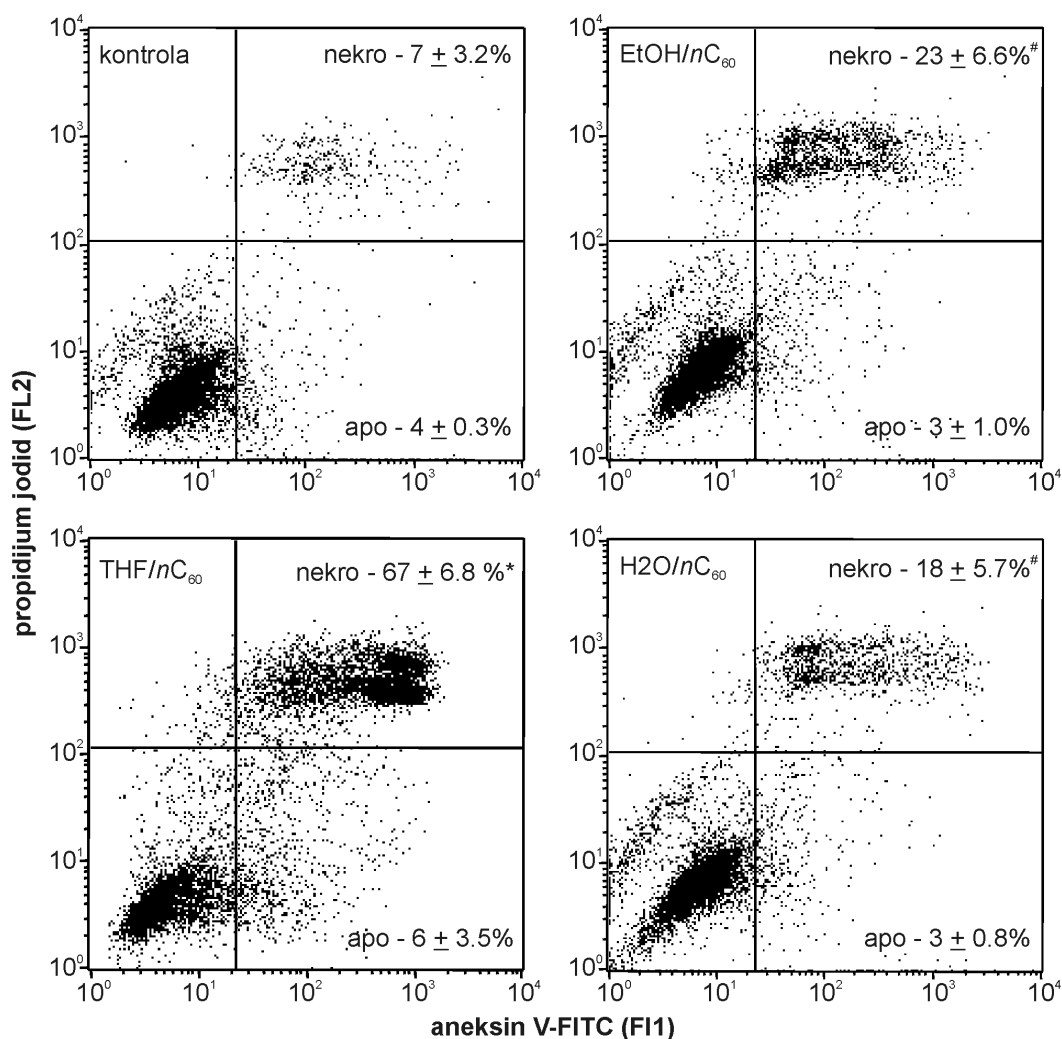 kontrola
nekro - 7 ± 3.2%
apo - 4 ± 0.3%
10⁴
10³
10²
10¹
10⁰
10⁰ 10¹ 10² 10³ 10⁴
EtOH/nC₆₀
nekro - 23 ± 6.6%#
apo - 3 ± 1.0%
10⁴
10³
10²
10¹
10⁰
10⁰ 10¹ 10² 10³ 10⁴
THF/nC₆₀
nekro - 67 ± 6.8 %*
apo - 6 ± 3.5%
10⁴
10³
10²
10¹
10⁰
10⁰ 10¹ 10² 10³ 10⁴
H2O/nC₆₀
nekro - 18 ± 5.7%#
apo - 3 ± 0.8%
10⁴
10³
10²
10¹
10⁰
10⁰ 10¹ 10² 10³ 10⁴
propidijum jodid (FL2)
aneksin V-FITC (Fl1)